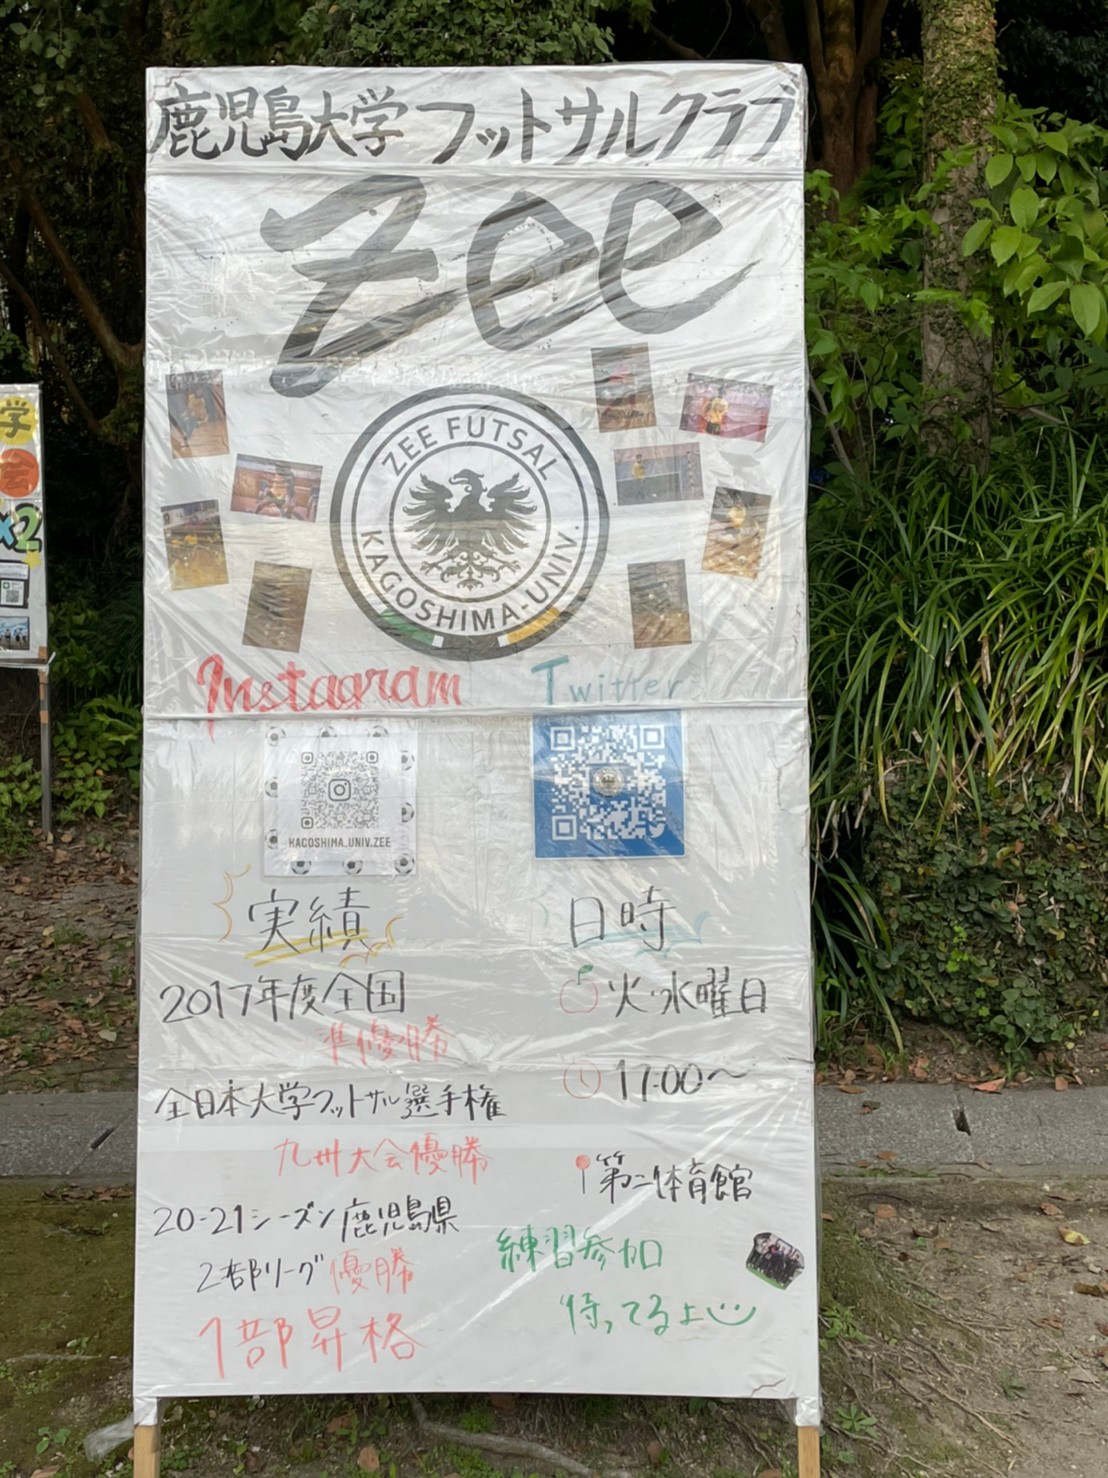 鹿児島大学フットサルクラブ
Zee
ZEE FUTSAL
KAGOSHIMA-UNIV.
Instagram
Twitter
KAGOSHIMA_UNIV.ZEE
実績
2017年度全国
準優勝
全日本大学フットサル選手権
九州大会優勝
20-21シーズン鹿児島県
2部リーグ優勝
1部昇格
日時
火・水曜日
17:00～
第二体育館
練習参加
待ってるよ
学
会
x2